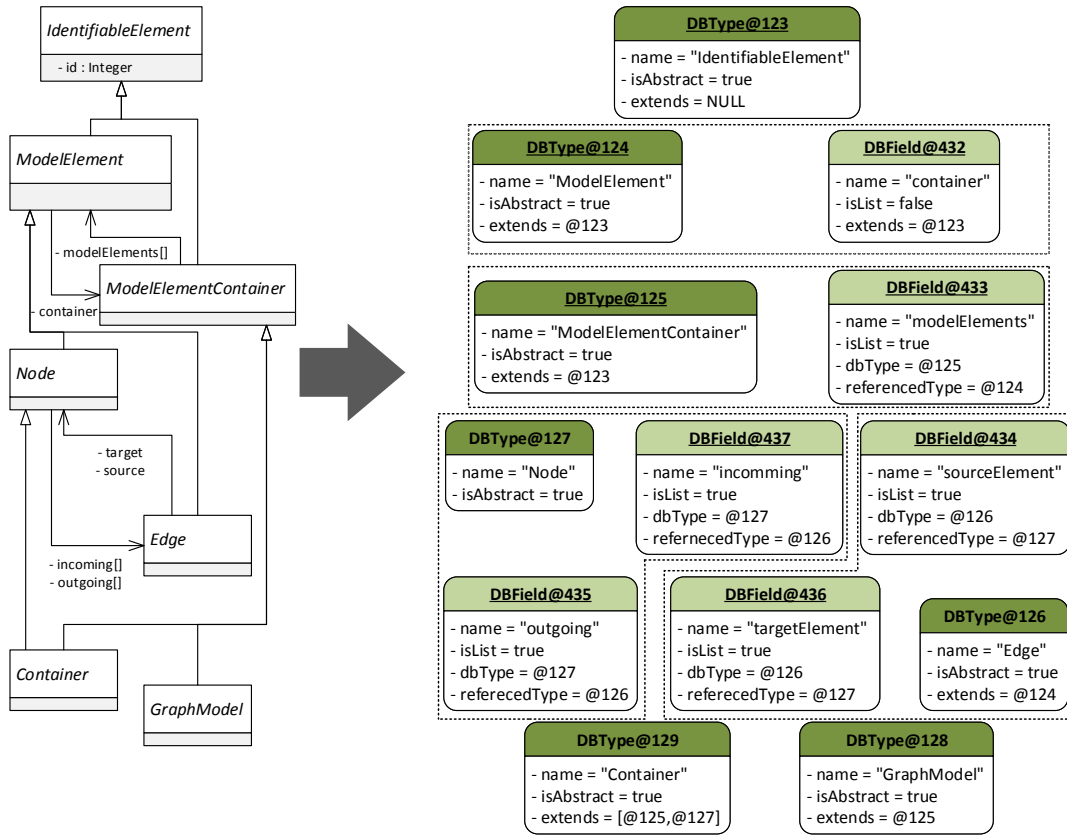 IdentifiableElement
- id : Integer
ModelElement
- modelElements[]
ModelElementContainer
- container
Node
- target
- source
Edge
- incoming[]
- outgoing[]
Container
GraphModel
DBType@123
- name = "IdentifiableElement"
- isAbstract = true
- extends = NULL
DBType@124
- name = "ModelElement"
- isAbstract = true
- extends = @123
DBField@432
- name = "container"
- isList = false
- extends = @123
DBType@125
- name = "ModelElementContainer"
- isAbstract = true
- extends = @123
DBField@433
- name = "modelElements"
- isList = true
- dbType = @125
- referencedType = @124
DBType@127
- name = "Node"
- isAbstract = true
DBField@437
- name = "incomming"
- isList = true
- dbType = @127
- refernecedType = @126
DBField@434
- name = "sourceElement"
- isList = true
- dbType = @126
- referencedType = @127
DBField@435
- name = "outgoing"
- isList = true
- dbType = @127
- referecedType = @126
DBField@436
- name = "targetElement"
- isList = true
- dbType = @126
- referecedType = @127
DBType@126
- name = "Edge"
- isAbstract = true
- extends = @124
DBType@129
- name = "Container"
- isAbstract = true
- extends = [@125,@127]
DBType@128
- name = "GraphModel"
- isAbstract = true
- extends = @125